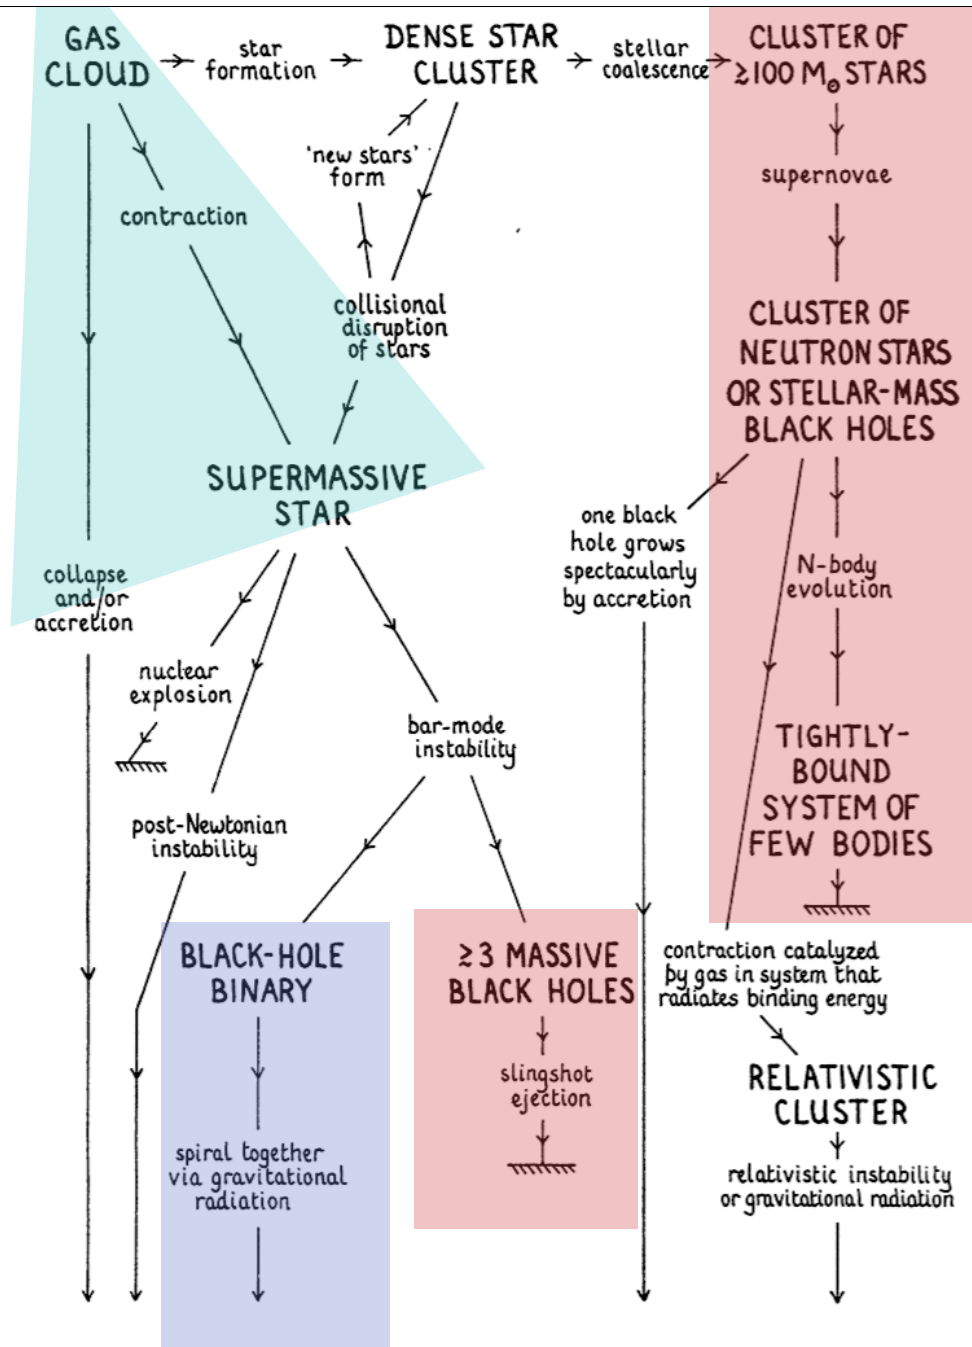 GAS
CLOUD
star
formation
DENSE STAR
CLUSTER
stellar
coalescence
CLUSTER OF
≳100 M⊙ STARS
'new stars'
form
supernovae
contraction
collisional
disruption
of stars
CLUSTER OF
NEUTRON STARS
OR STELLAR-MASS
BLACK HOLES
SUPERMASSIVE
STAR
one black
hole grows
spectacularly
by accretion
N-body
evolution
collapse
and/or
accretion
nuclear
explosion
bar-mode
instability
TIGHTLY-
BOUND
SYSTEM OF
FEW BODIES
post-Newtonian
instability
BLACK-HOLE
BINARY
≳3 MASSIVE
BLACK HOLES
contraction catalyzed
by gas in system that
radiates binding energy
slingshot
ejection
RELATIVISTIC
CLUSTER
spiral together
via gravitational
radiation
relativistic instability
or gravitational radiation